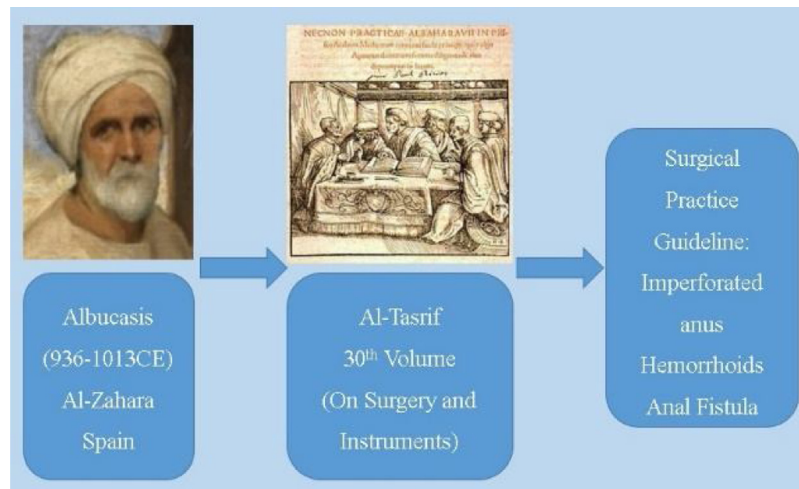 NECNON PRACTICAE ALSAHARAVII IN PRI-
Albucasis
(936-1013CE)
Al-Zahara
Spain
Al-Tasrif
30th Volume
(On Surgery and
Instruments)
Surgical
Practice
Guideline:
Imperforated
anus
Hemorrhoids
Anal Fistula